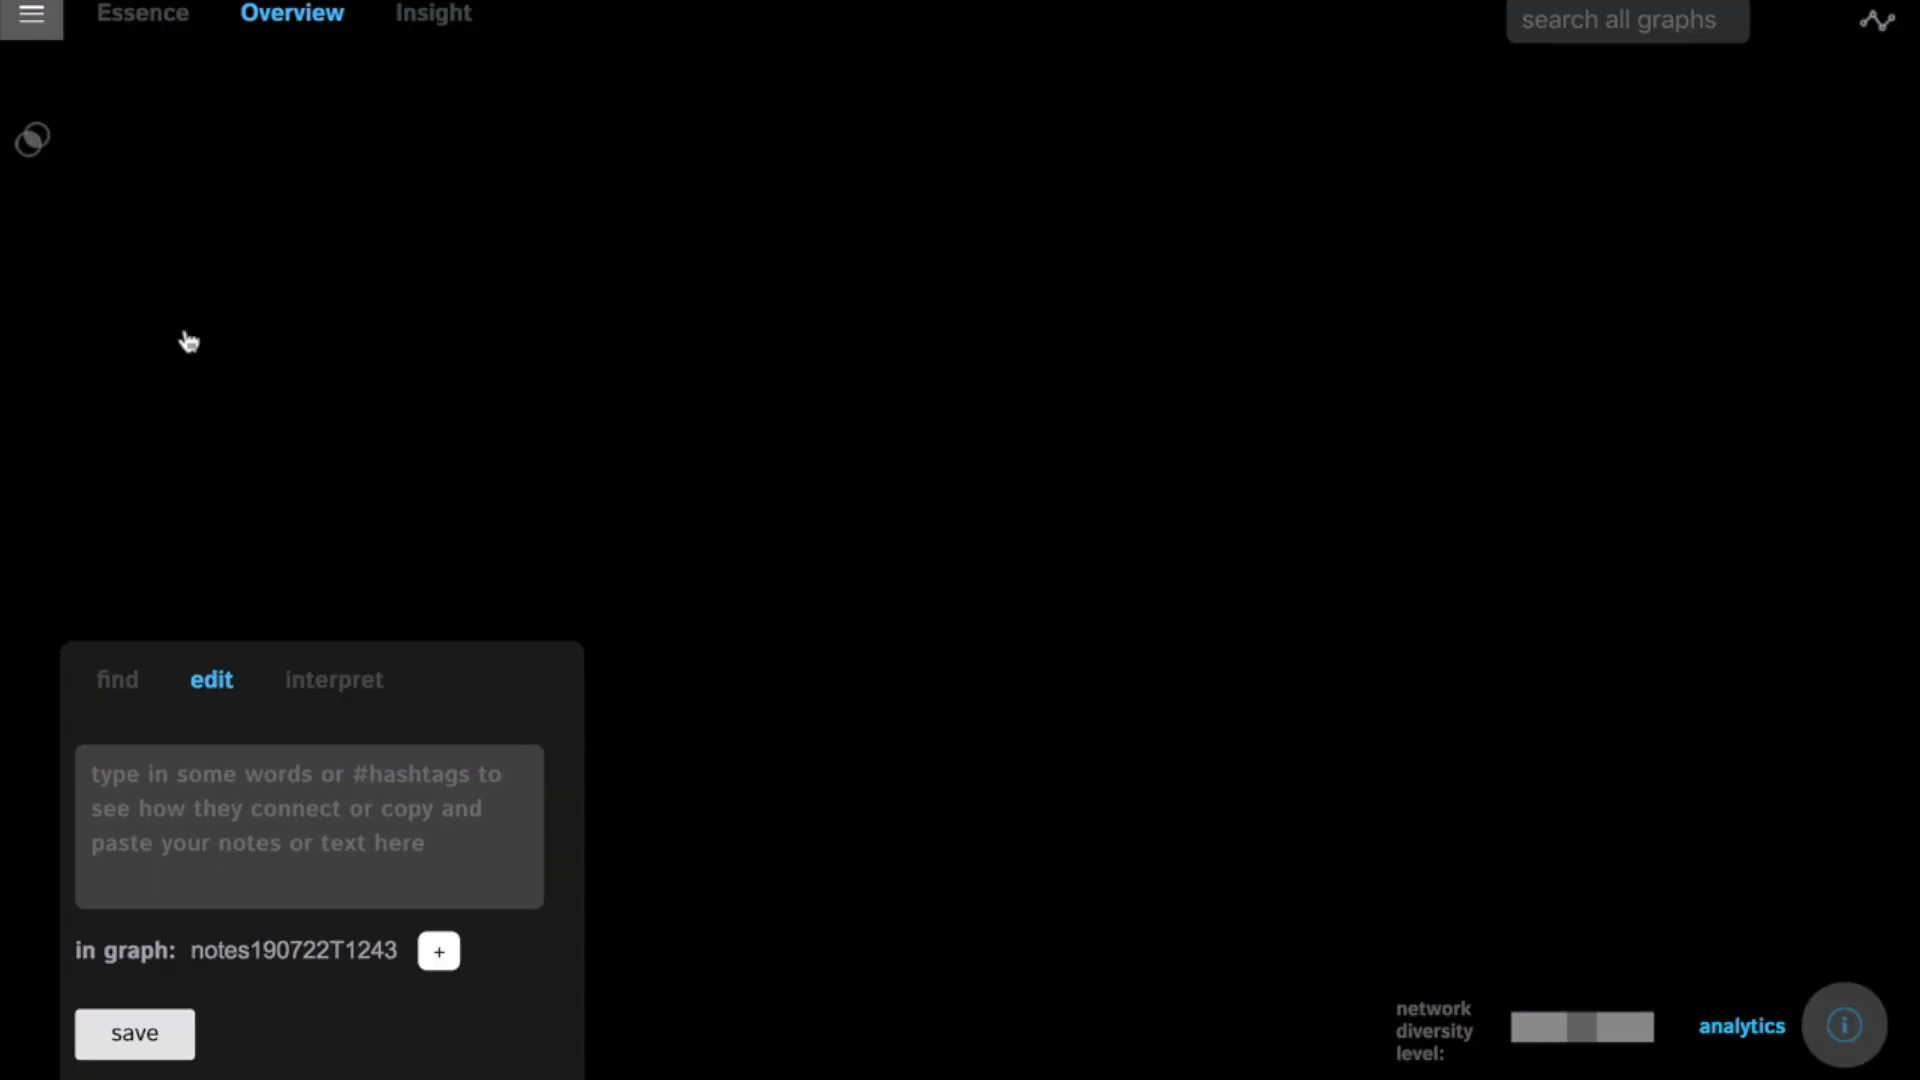 Essence Overview Insight search all graphs
find edit interpret
type in some words or #hashtags to
see how they connect or copy and
paste your notes or text here
in graph: notes190722T1243 +
save
network
diversity
level:
analytics